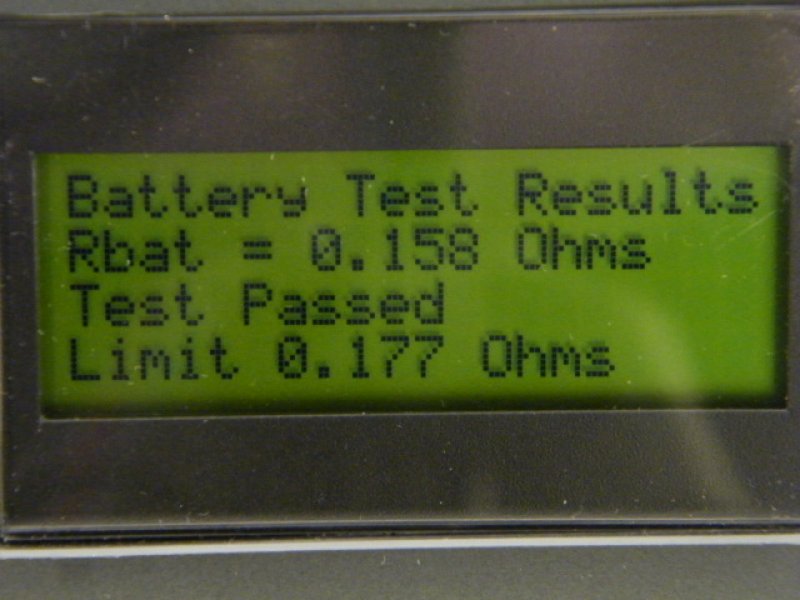 Battery Test Results
Rbat = 0.158 Ohms
Test Passed
Limit 0.177 Ohms